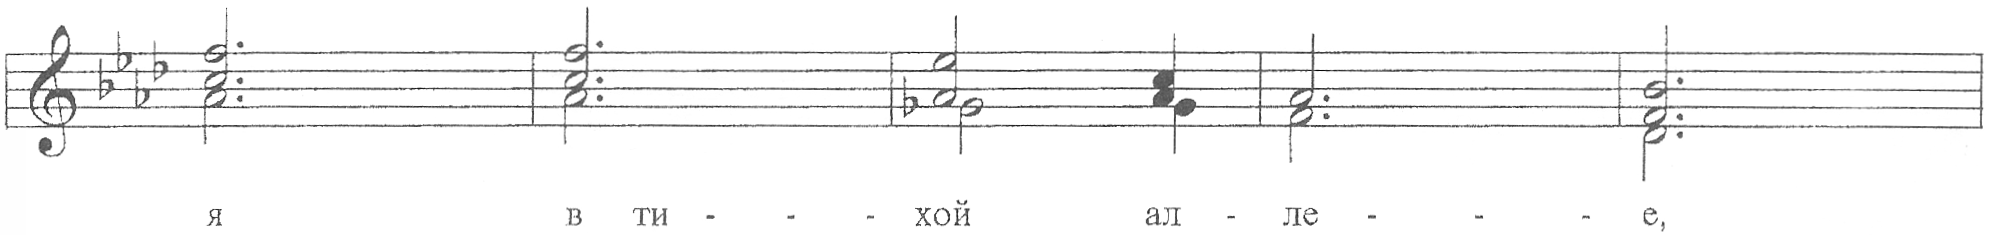 я в ти - - - хой ал - ле - - - е,